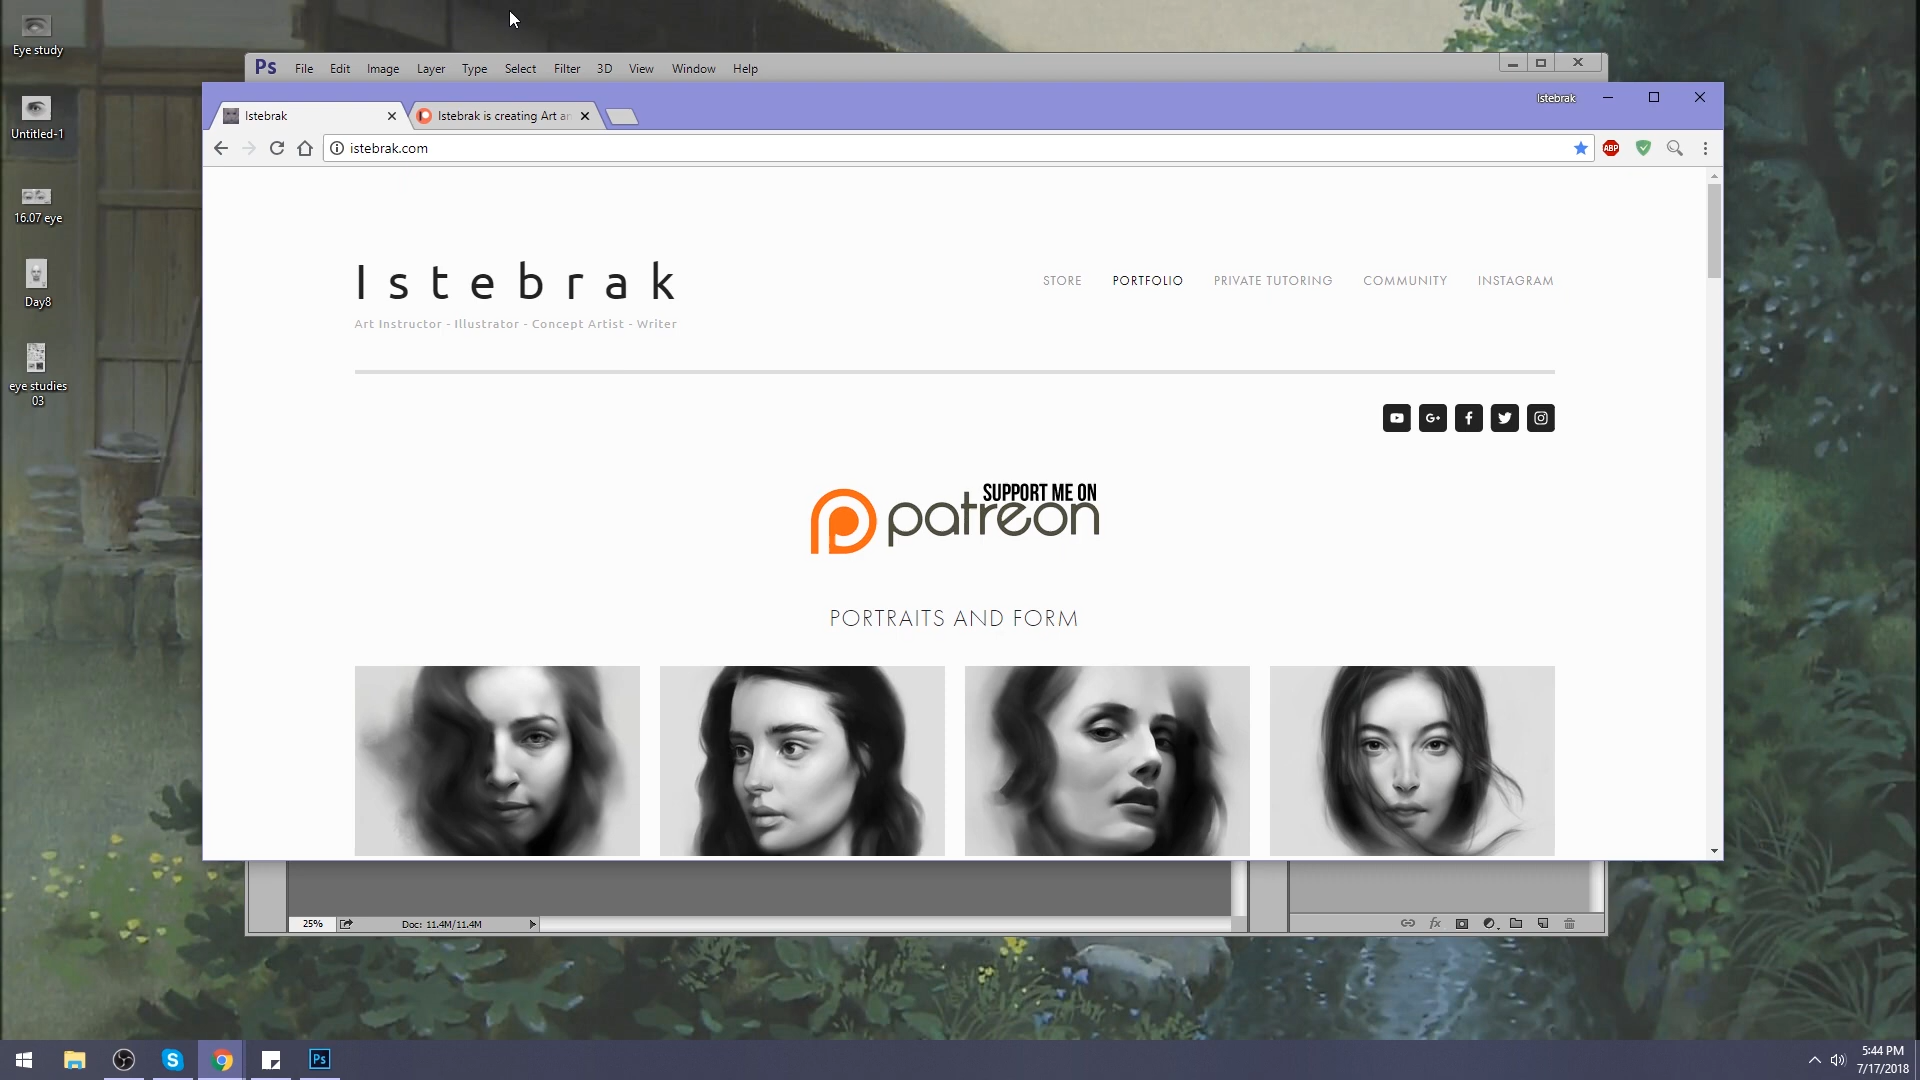 Eye study
Untitled-1
16.07 eye
Day8
eye studies
03
Ps File Edit Image Layer Type Select Filter 3D View Window Help
Istebrak
Istebrak
Istebrak is creating Art an
istebrak.com
ABP
Istebrak
Art Instructor - Illustrator - Concept Artist - Writer
STORE PORTFOLIO PRIVATE TUTORING COMMUNITY INSTAGRAM
G+
SUPPORT ME ON
patreon
PORTRAITS AND FORM
25%
Doc: 11.4M/11.4M
fx
Ps
5:44 PM
7/17/2018